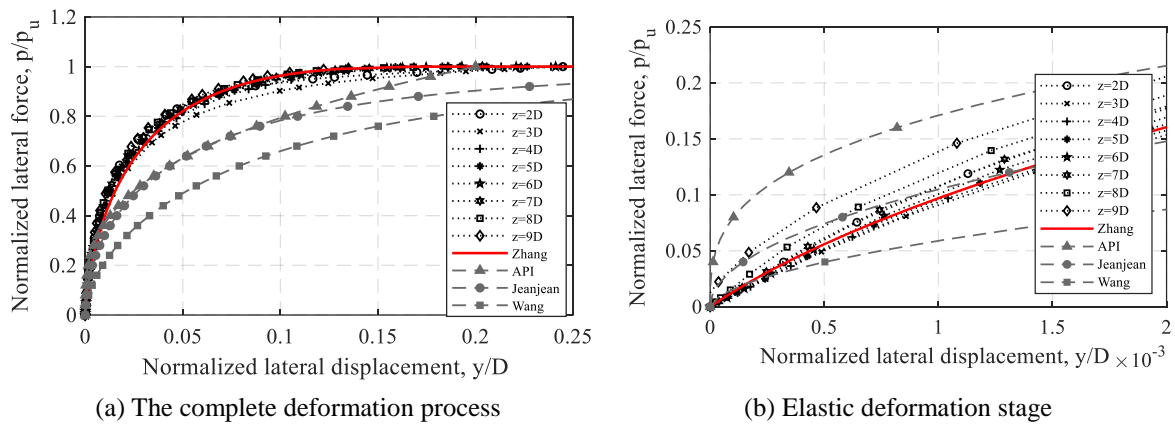 1.2
1
0.8
0.6
0.4
0.2
0
Normalized lateral force, p/pu
0 0.05 0.1 0.15 0.2 0.25
Normalized lateral displacement, y/D
z=2D
z=3D
z=4D
z=5D
z=6D
z=7D
z=8D
z=9D
Zhang
API
Jeanjean
Wang
(a) The complete deformation process
0.25
0.2
0.15
0.1
0.05
0
Normalized lateral force, p/pu
0 0.5 1 1.5 2
Normalized lateral displacement, y/D ×10-3
z=2D
z=3D
z=4D
z=5D
z=6D
z=7D
z=8D
z=9D
Zhang
API
Jeanjean
Wang
(b) Elastic deformation stage